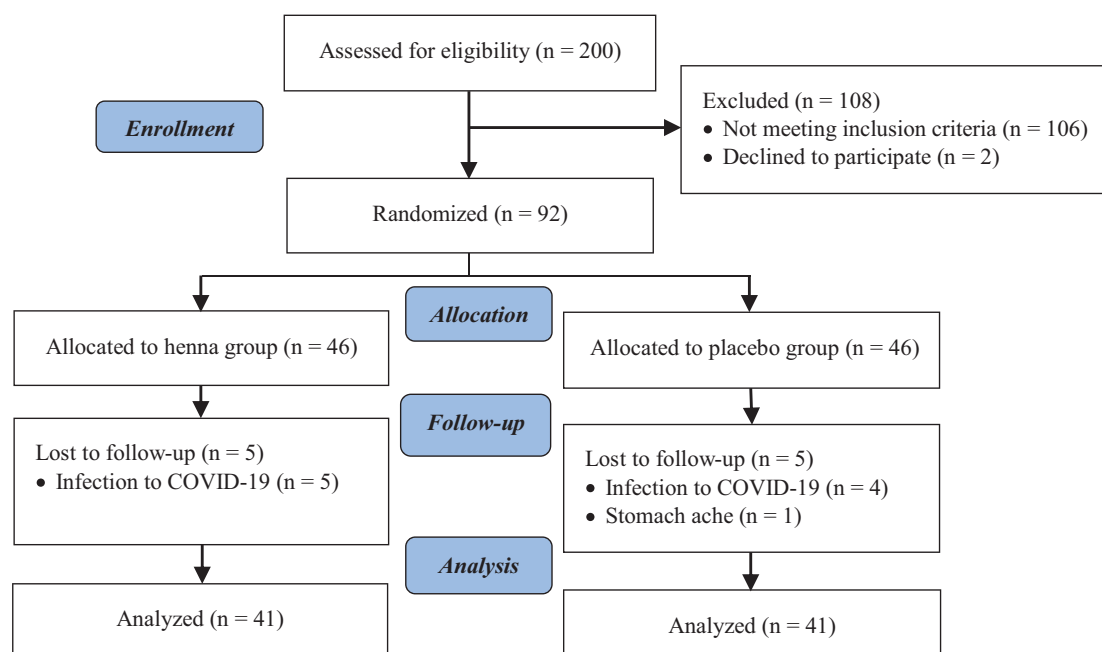 Assessed for eligibility (n = 200)
Enrollment
Excluded (n = 108)
• Not meeting inclusion criteria (n = 106)
• Declined to participate (n = 2)
Randomized (n = 92)
Allocation
Allocated to henna group (n = 46)
Allocated to placebo group (n = 46)
Follow-up
Lost to follow-up (n = 5)
• Infection to COVID-19 (n = 5)
Lost to follow-up (n = 5)
• Infection to COVID-19 (n = 4)
• Stomach ache (n = 1)
Analysis
Analyzed (n = 41)
Analyzed (n = 41)